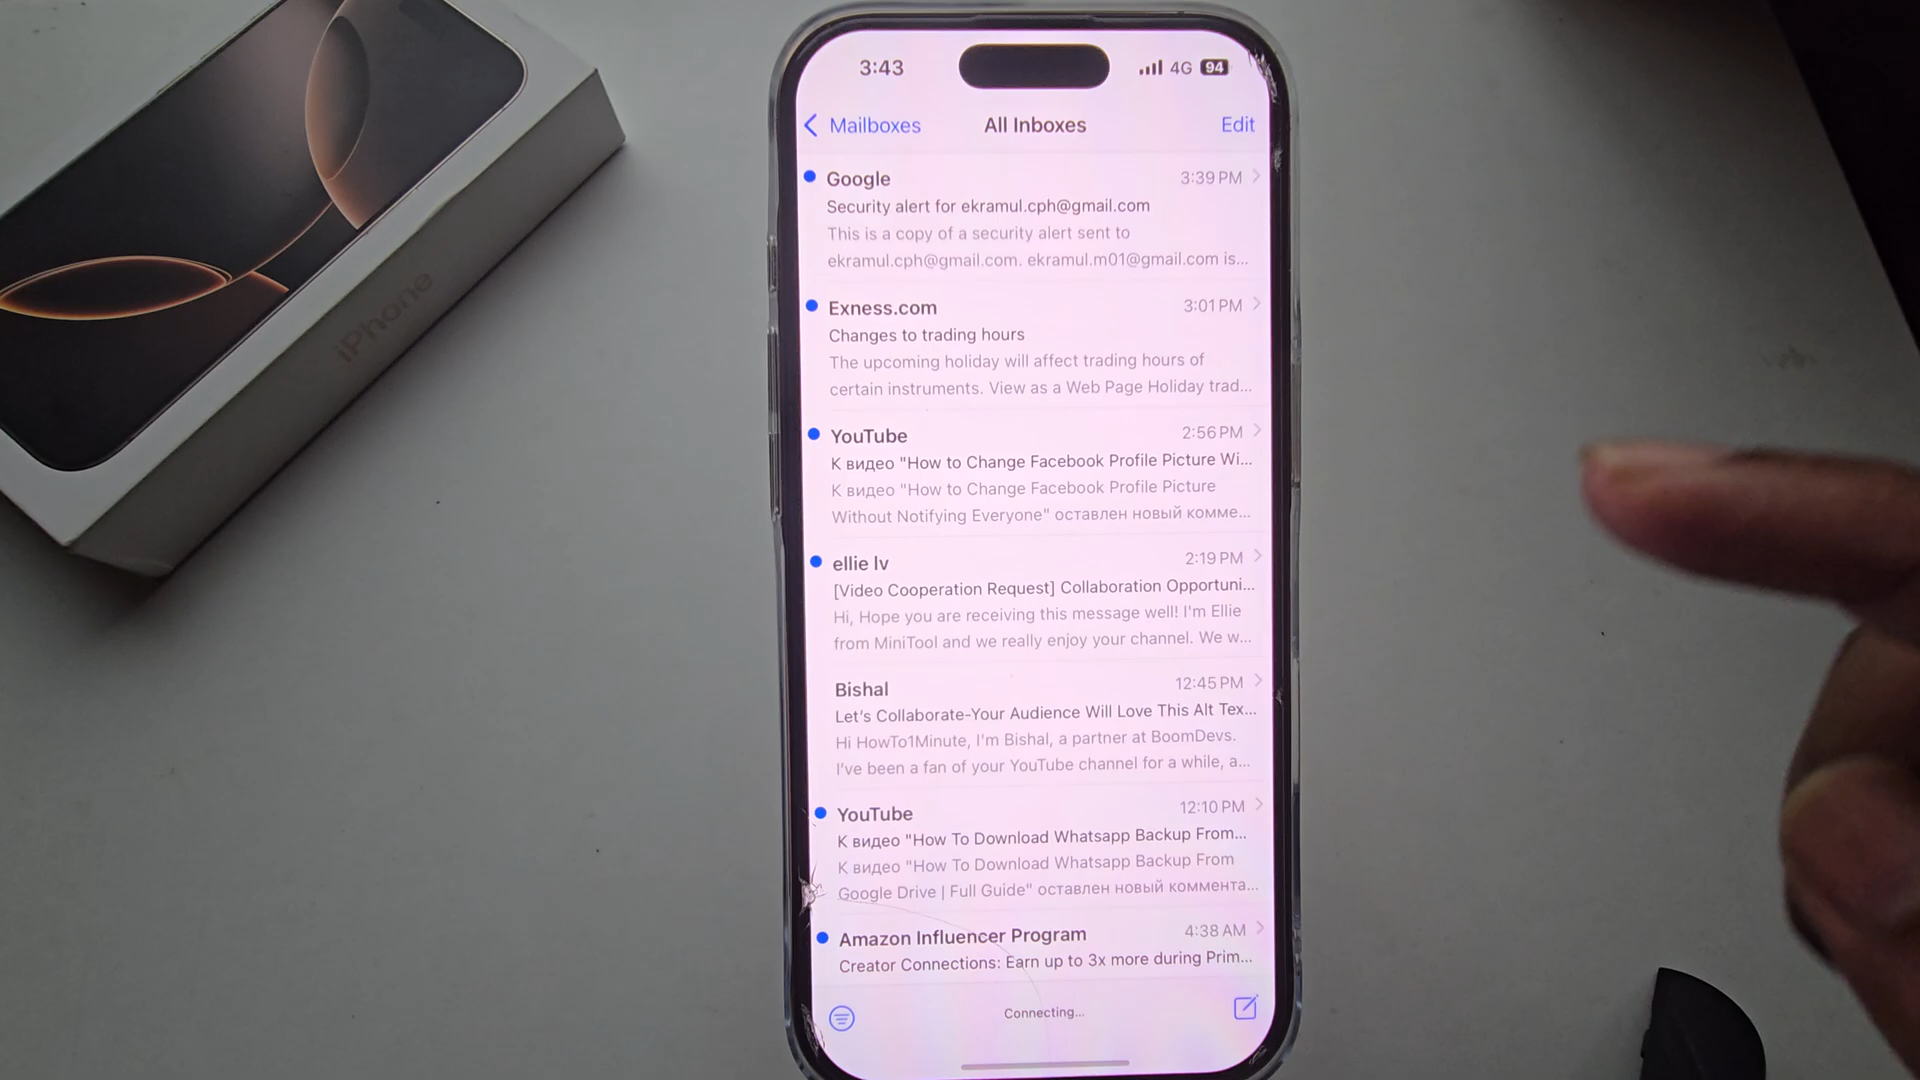 iPhone
3:43
4G 94
Mailboxes All Inboxes Edit
Google 3:39 PM
Security alert for ekramul.cph@gmail.com
This is a copy of a security alert sent to
ekramul.cph@gmail.com. ekramul.m01@gmail.com is...
Exness.com 3:01 PM
Changes to trading hours
The upcoming holiday will affect trading hours of
certain instruments. View as a Web Page Holiday trad...
YouTube 2:56 PM
К видео "How to Change Facebook Profile Picture Wi...
К видео "How to Change Facebook Profile Picture
Without Notifying Everyone" оставлен новый комме...
ellie lv 2:19 PM
[Video Cooperation Request] Collaboration Opportuni...
Hi, Hope you are receiving this message well! I'm Ellie
from MiniTool and we really enjoy your channel. We w...
Bishal 12:45 PM
Let's Collaborate-Your Audience Will Love This Alt Tex...
Hi HowTo1Minute, I'm Bishal, a partner at BoomDevs.
I've been a fan of your YouTube channel for a while, a...
YouTube 12:10 PM
К видео "How To Download Whatsapp Backup From...
К видео "How To Download Whatsapp Backup From
Google Drive | Full Guide" оставлен новый коммента...
Amazon Influencer Program 4:38 AM
Creator Connections: Earn up to 3x more during Prim...
Connecting...